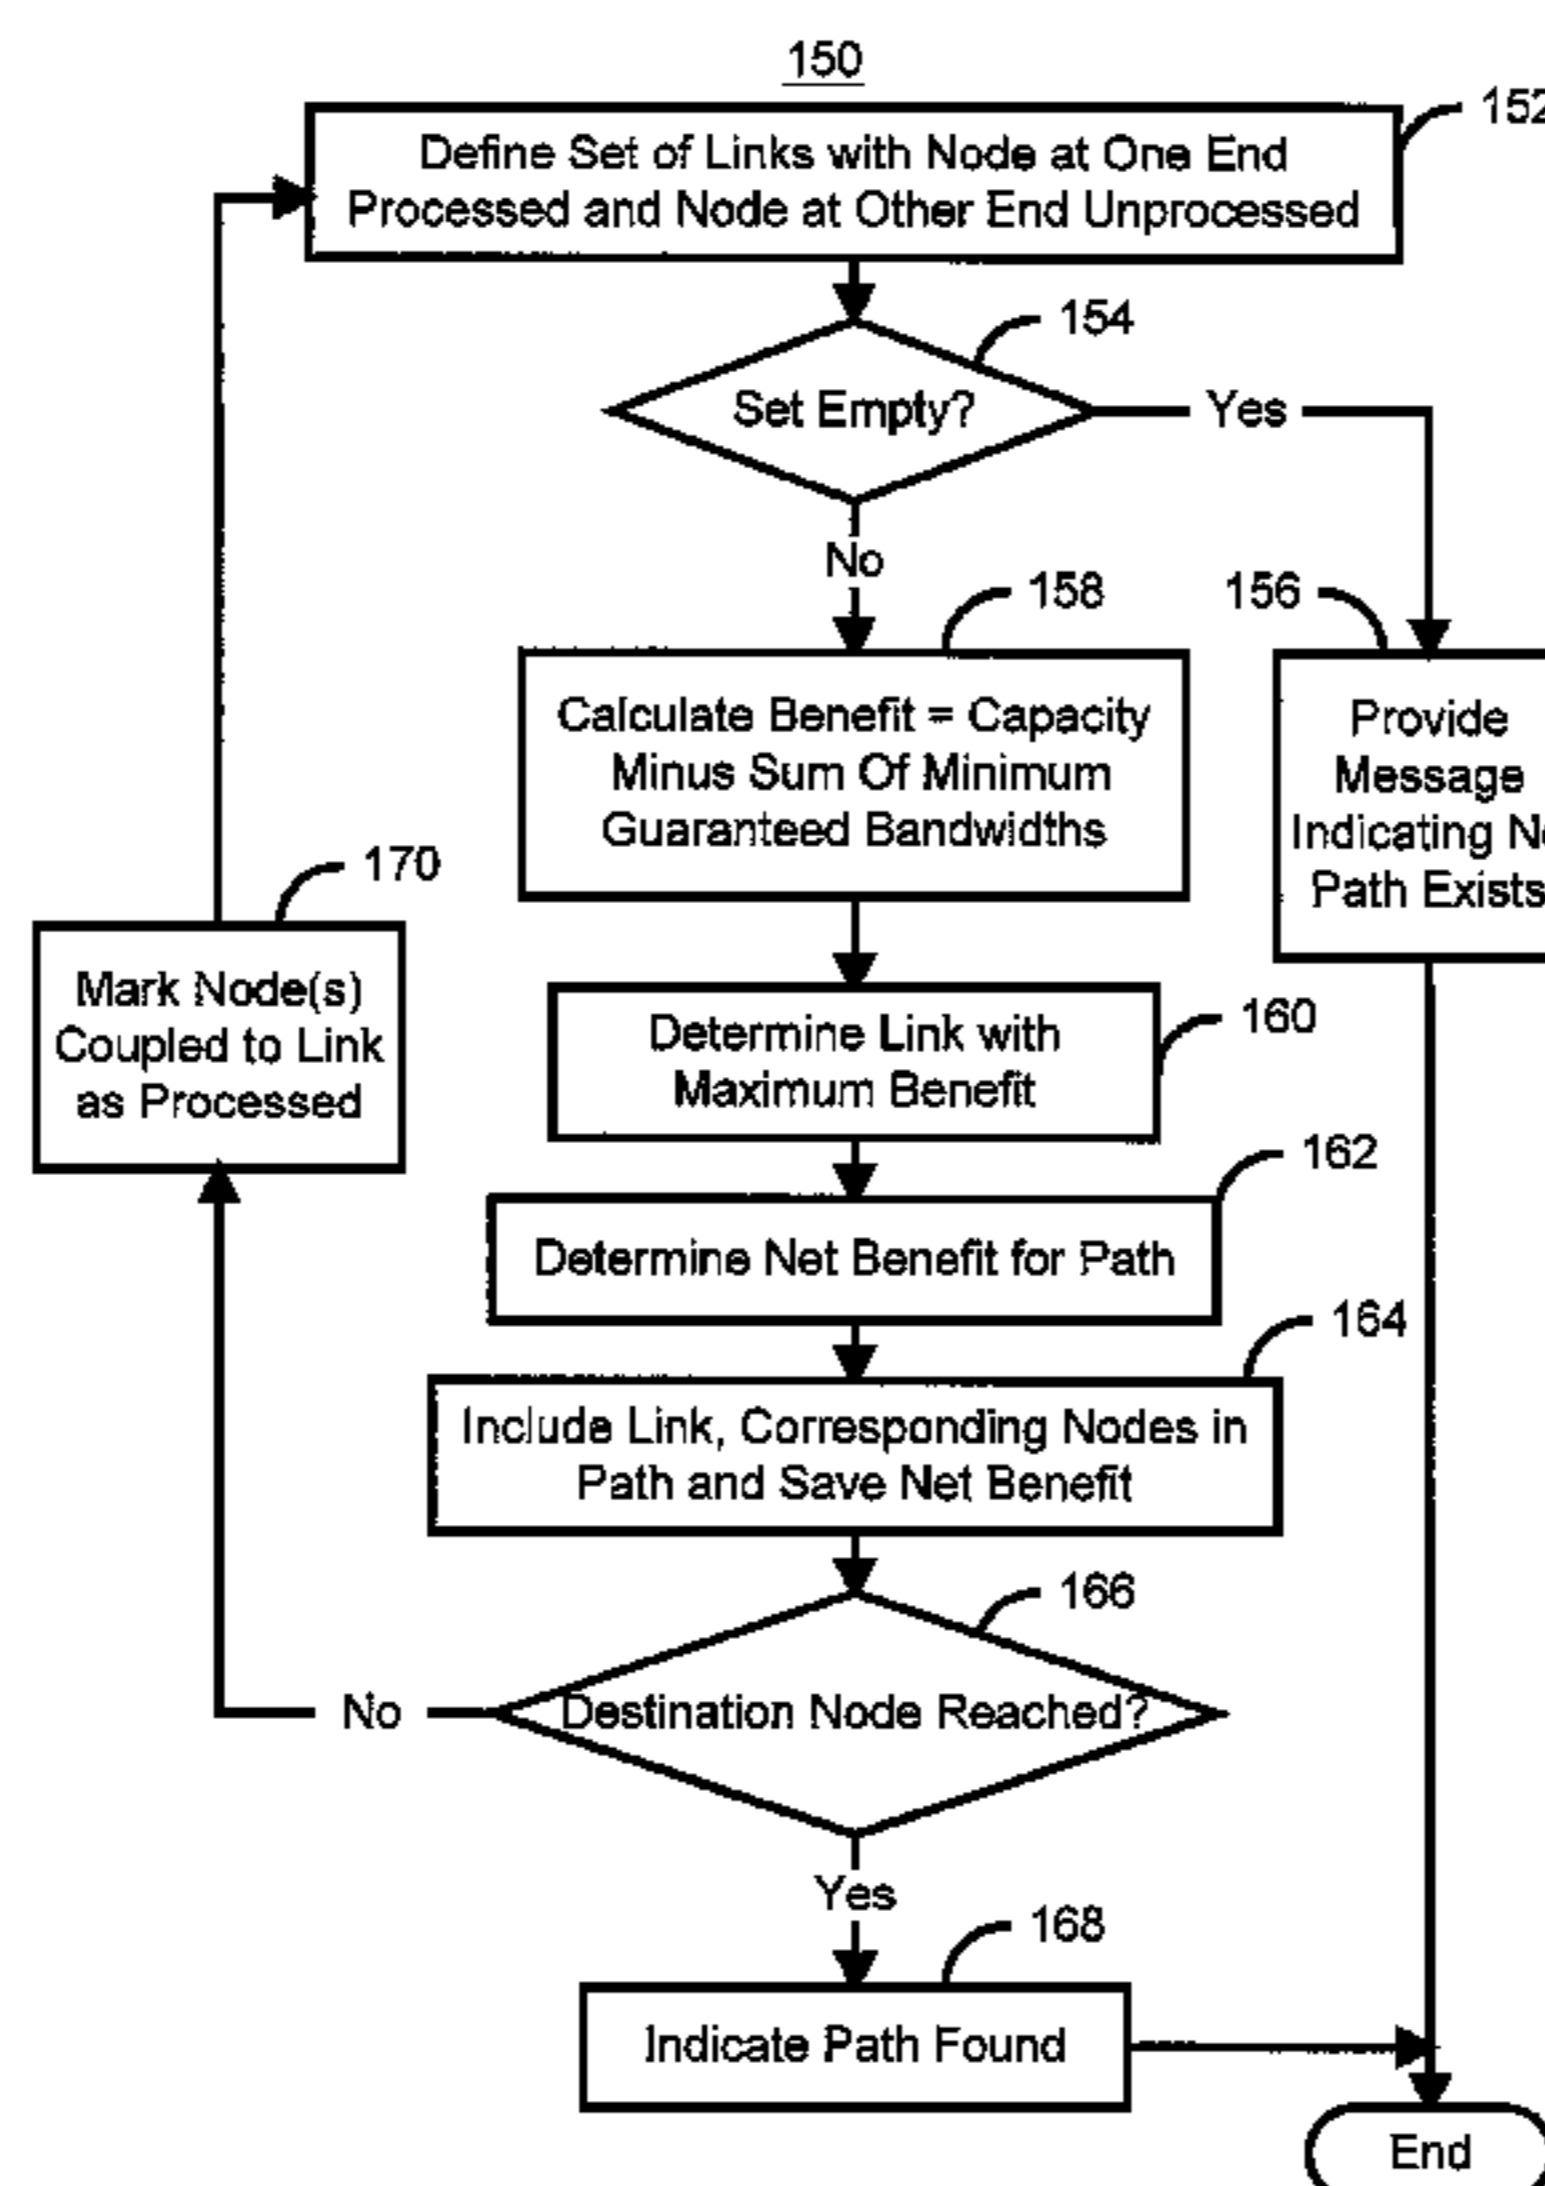 150
152
Define Set of Links with Node at One End
Processed and Node at Other End Unprocessed
154
Set Empty?
Yes
No
158
156
Calculate Benefit = Capacity
Minus Sum Of Minimum
Guaranteed Bandwidths
Provide
Message
Indicating
Path Exists
170
Mark Node(s)
Coupled to Link
as Processed
160
Determine Link with
Maximum Benefit
162
Determine Net Benefit for Path
164
Include Link, Corresponding Nodes in
Path and Save Net Benefit
166
Destination Node Reached?
No
Yes
168
Indicate Path Found
End